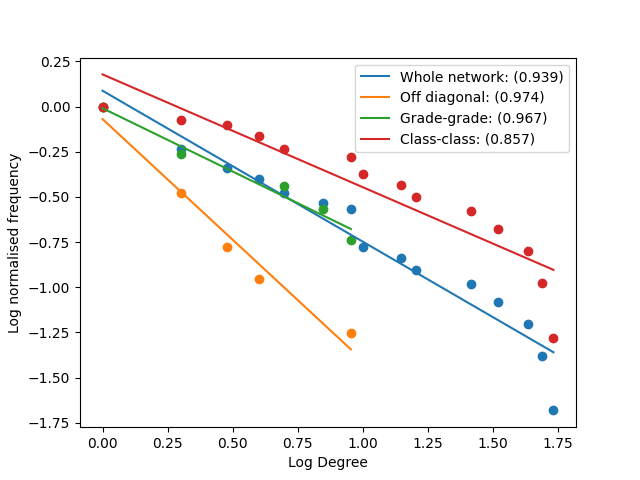 0.25
0.00
−0.25
−0.50
−0.75
−1.00
−1.25
−1.50
−1.75
Log normalised frequency
Whole network: (0.939)
Off diagonal: (0.974)
Grade-grade: (0.967)
Class-class: (0.857)
0.00 0.25 0.50 0.75 1.00 1.25 1.50 1.75
Log Degree